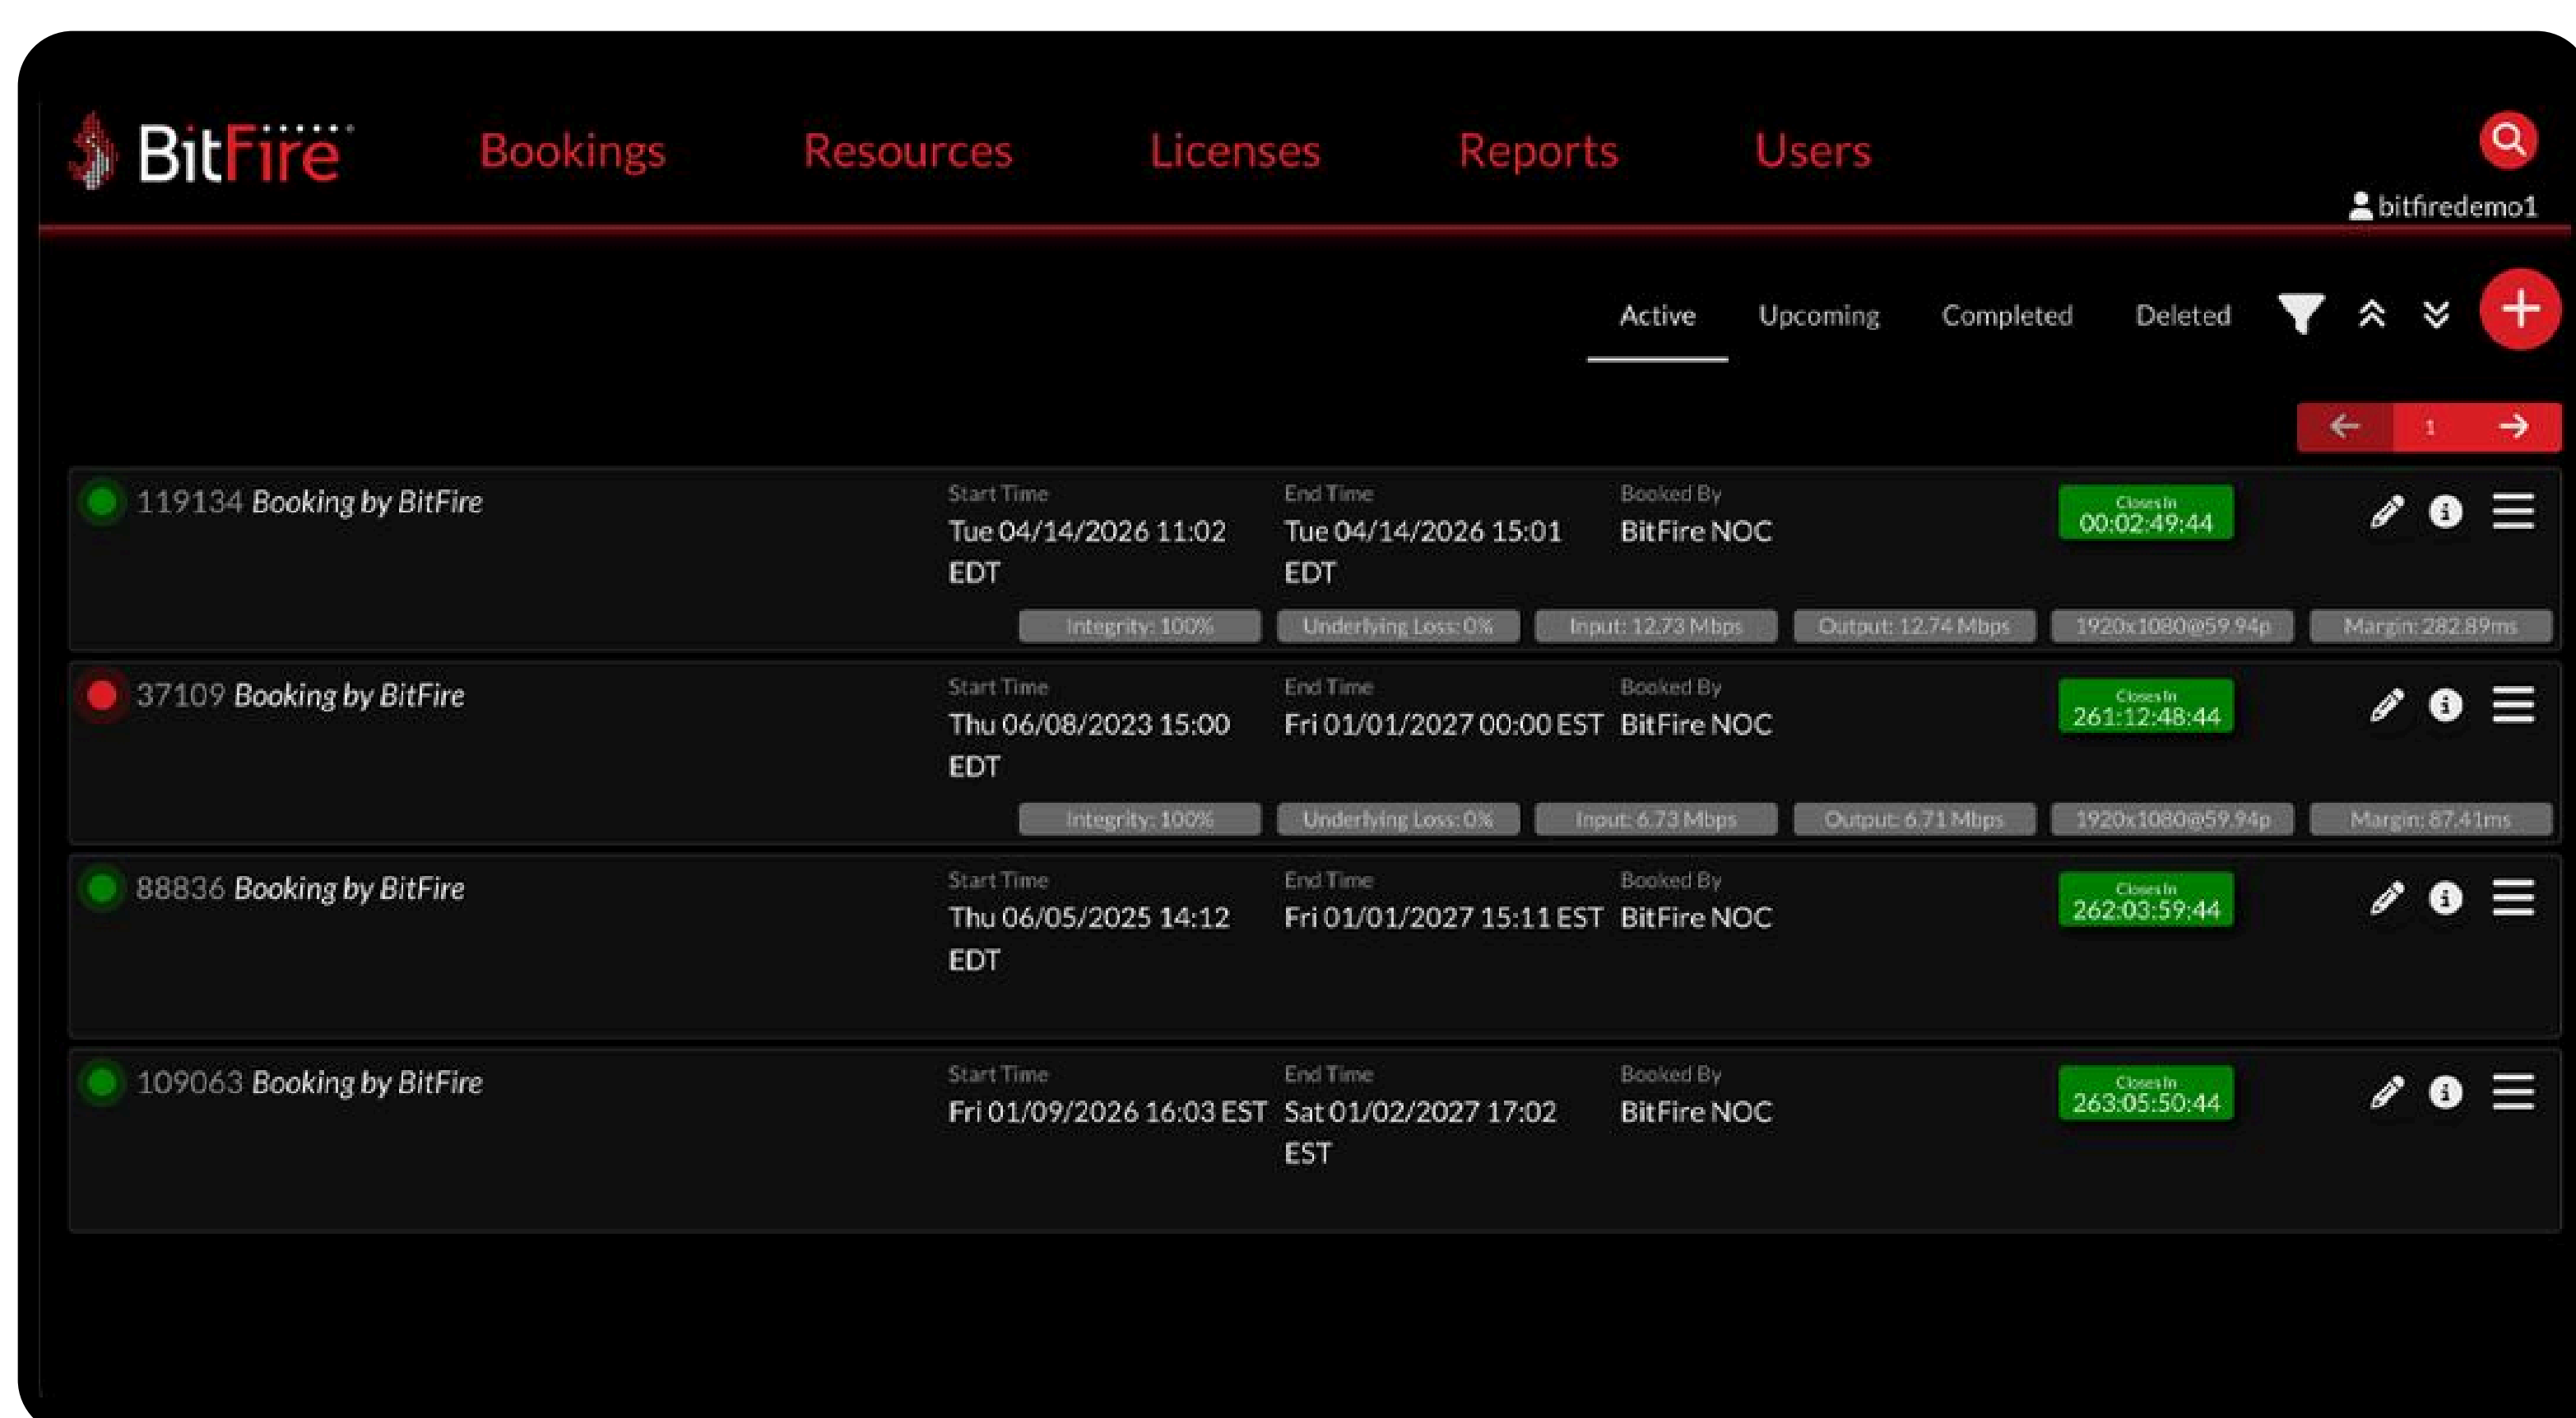 BitFire Bookings Resources Licenses Reports Users
bitfiredemo1
Active Upcoming Completed Deleted
1
119134 Booking by BitFire
Start Time
Tue 04/14/2026 11:02
EDT
End Time
Tue 04/14/2026 15:01
EDT
Booked By
BitFire NOC
Closes In
00:02:49:44
Integrity: 100% Underlying Loss: 0% Input: 12.73 Mbps Output: 12.74 Mbps 1920x1080@59.94p Margin: 282.89ms
37109 Booking by BitFire
Start Time
Thu 06/08/2023 15:00
EDT
End Time
Fri 01/01/2027 00:00 EST
Booked By
BitFire NOC
Closes In
261:12:48:44
Integrity: 100% Underlying Loss: 0% Input: 6.73 Mbps Output: 6.71 Mbps 1920x1080@59.94p Margin: 87.41ms
88836 Booking by BitFire
Start Time
Thu 06/05/2025 14:12
EDT
End Time
Fri 01/01/2027 15:11 EST
Booked By
BitFire NOC
Closes In
262:03:59:44
109063 Booking by BitFire
Start Time
Fri 01/09/2026 16:03 EST
End Time
Sat 01/02/2027 17:02
EST
Booked By
BitFire NOC
Closes In
263:05:50:44